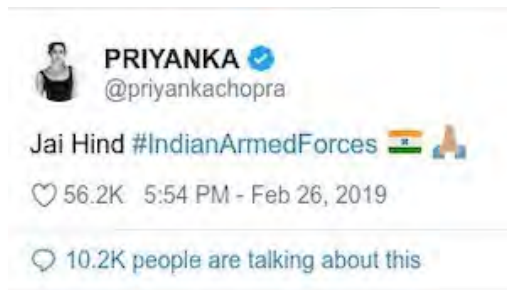 PRIYANKA
@priyankachopra
Jai Hind #IndianArmedForces 🇮🇳 🙏🏽
56.2K 5:54 PM - Feb 26, 2019
10.2K people are talking about this